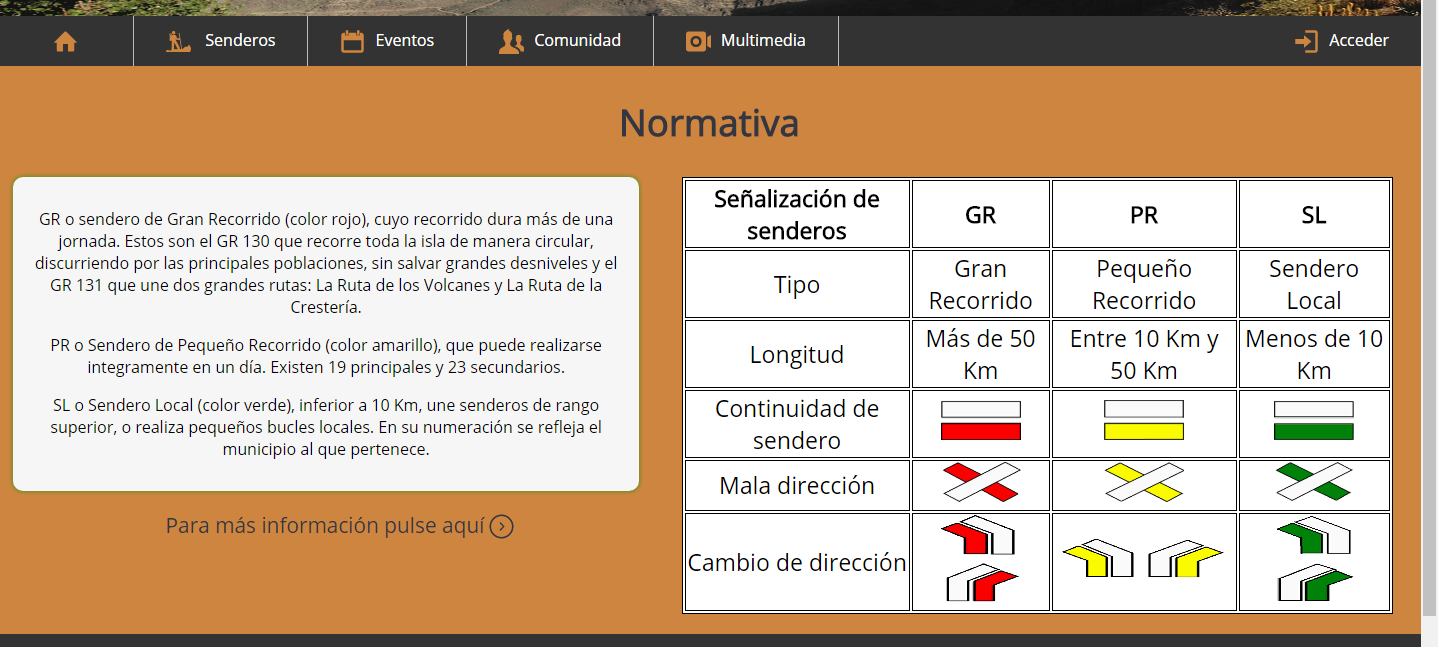 Senderos
Eventos
Comunidad
Multimedia
Acceder
Normativa
GR o sendero de Gran Recorrido (color rojo), cuyo recorrido dura más de una
jornada. Estos son el GR 130 que recorre toda la isla de manera circular,
discurriendo por las principales poblaciones, sin salvar grandes desniveles y el
GR 131 que une dos grandes rutas: La Ruta de los Volcanes y La Ruta de la
Crestería.
PR o Sendero de Pequeño Recorrido (color amarillo), que puede realizarse
integramente en un día. Existen 19 principales y 23 secundarios.
SL o Sendero Local (color verde), inferior a 10 Km, une senderos de rango
superior, o realiza pequeños bucles locales. En su numeración se refleja el
municipio al que pertenece.
Para más información pulse aquí
Señalización de
senderos
GR
PR
SL
Tipo
Gran
Recorrido
Pequeño
Recorrido
Sendero
Local
Longitud
Más de 50
Km
Entre 10 Km y
50 Km
Menos de 10
Km
Continuidad de
sendero
Mala dirección
Cambio de dirección